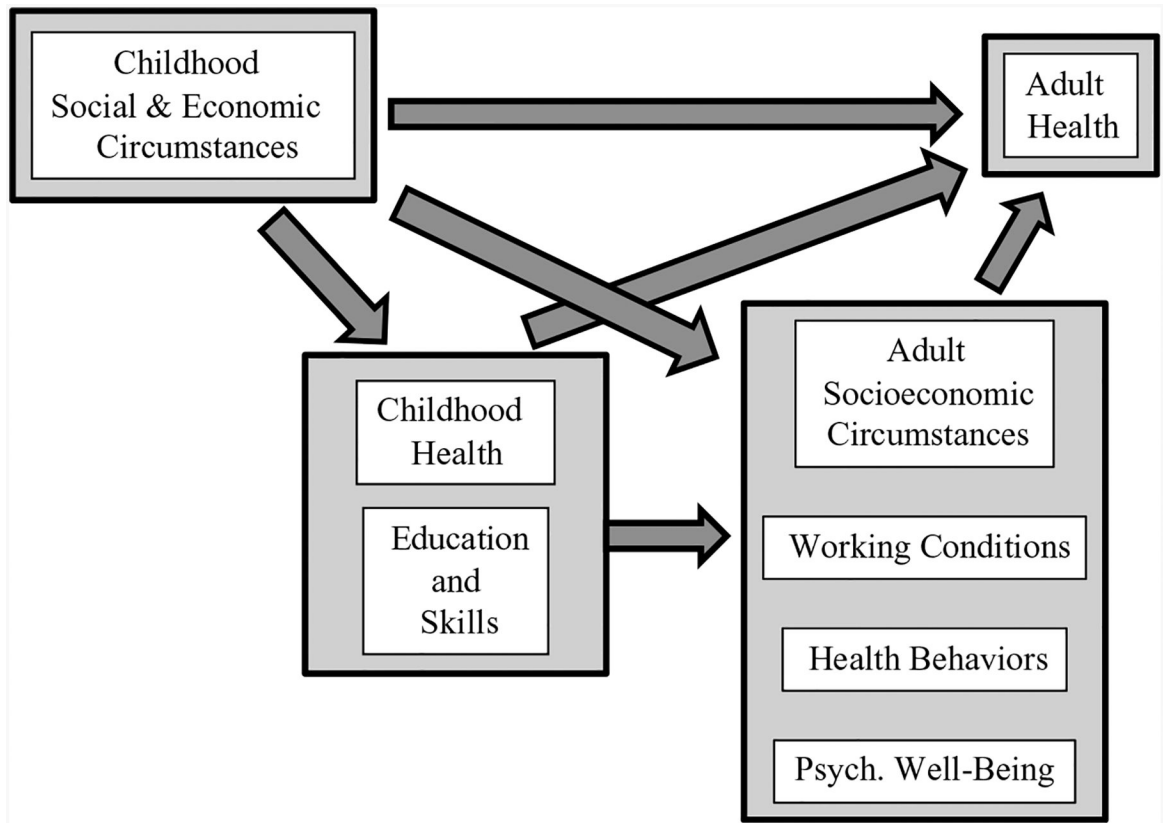 Childhood
Social & Economic
Circumstances
Adult
Health
Childhood
Health
Education
and
Skills
Adult
Socioeconomic
Circumstances
Working Conditions
Health Behaviors
Psych. Well-Being